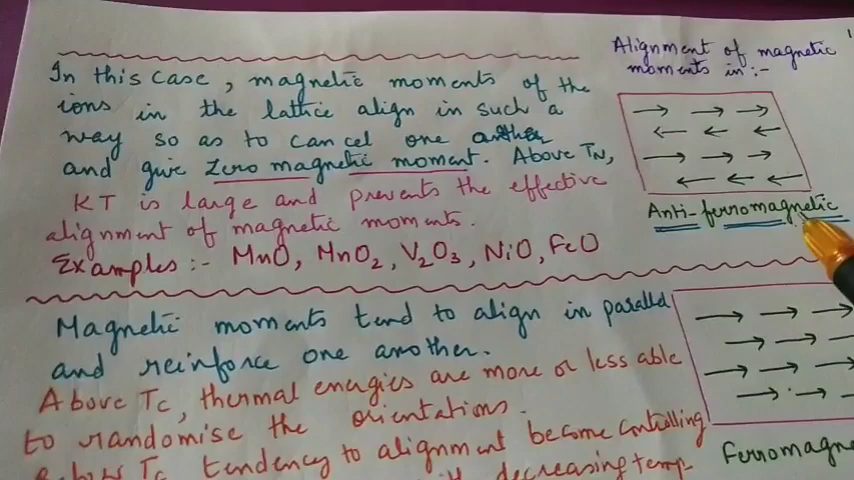 Alignment of magnetic
moments in:-
In this case, magnetic moments of the
ions in the lattice align in such a
way so as to cancel one another
and give zero magnetic moment. Above TN,
KT is large and prevents the effective
alignment of magnetic moments.
Examples:- MnO, MnO2, V2O3, NiO, FeO
Anti-ferromagnetic
Magnetic moments tend to align in parallel
and reinforce one another.
Above Tc, thermal energies are more or less able
to randomise the orientations.
Below Tc tendency to alignment become controlling
decreasing temp.
Ferromagne